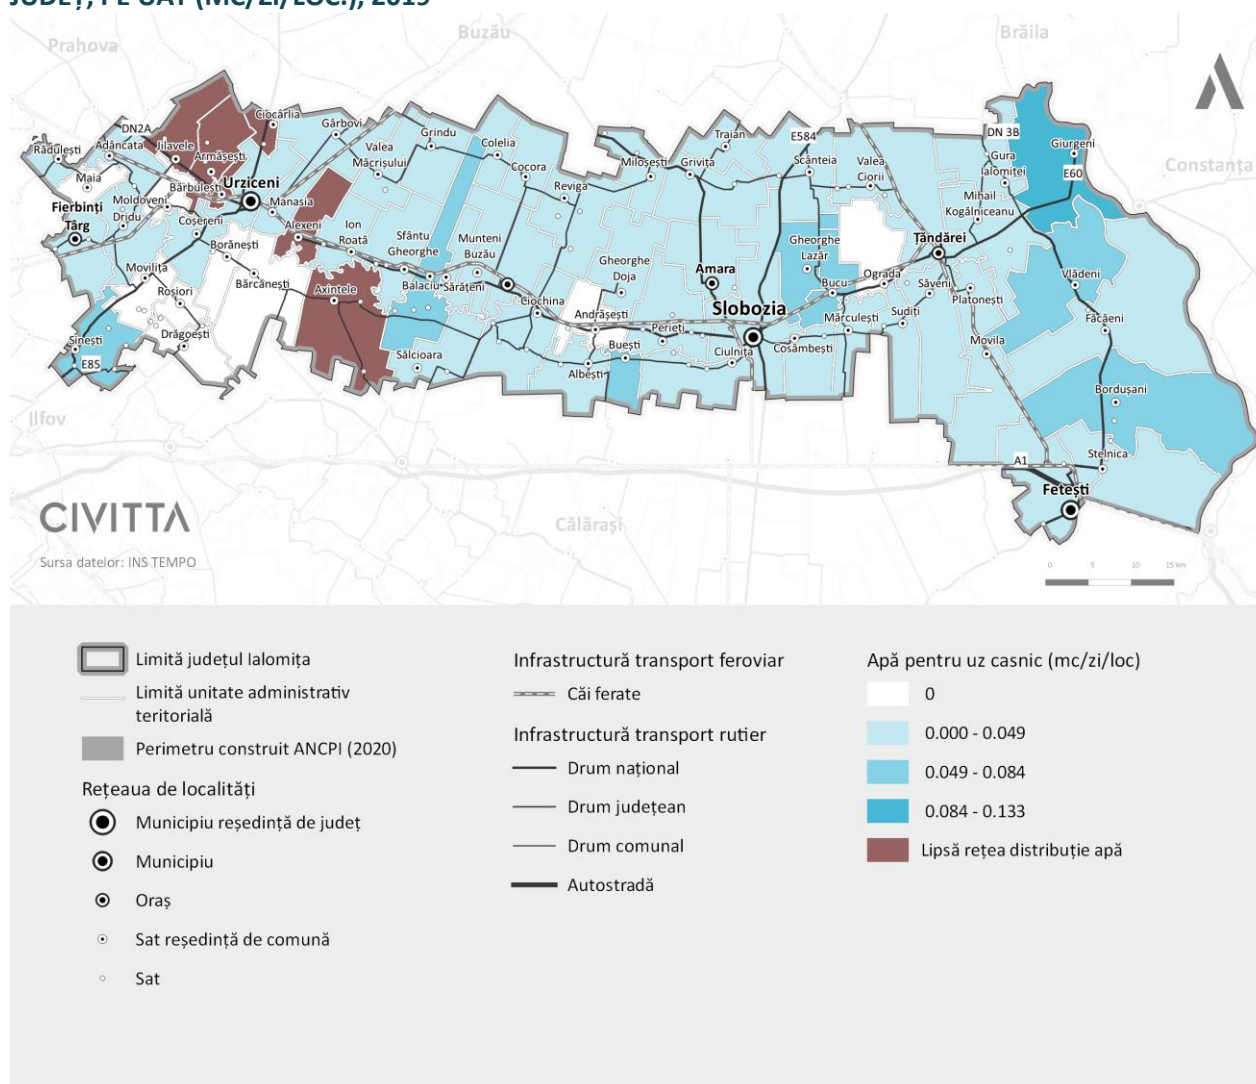 JUDEȚ, PE UAT (MC/ZI/LOC.), 2019
Prahova
Buzău
Brăila
Constanța
Ilfov
Călărași
DN2A
Ciocârlia
Gârbovi
Grindu
Colelia
Traian
E584
DN 3B
Giurgeni
Rădulești
Adâncata
Jilavele
Armășești
Valea
Măcrișului
Cocora
Miloșești
Grivița
Scânteia
Valea
Ciorii
Gura
Ialomiței
E60
Maia
Bărbulești
Urziceni
Reviga
Mihail
Kogălniceanu
Fierbinți
Târg
Moldoveni
Dridu
Coșereni
Manasia
Alexeni
Ion
Roată
Sfântu
Gheorghe
Munteni
Buzău
Gheorghe
Doja
Gheorghe
Lazăr
Țăndărei
Movilița
Borănești
Bărcănești
Balaciu
Sărățeni
Amara
Bucu
Ograda
Săveni
Platonești
Vlădeni
Roșiori
Axintele
Ciochina
Andrășești
Slobozia
Mărculești
Sudiți
Făcăeni
Sinești
Drăgoești
Perieți
Buești
Ciulnița
Cosâmbești
Movila
E85
Sălcioara
Albești
Bordușani
Stelnica
A1
Fetești
CIVITTA
Sursa datelor: INS TEMPO
0 5 10 15 km
Limită județul Ialomița
Limită unitate administrativ
teritorială
Perimetru construit ANCPI (2020)
Rețeaua de localități
Municipiu reședință de județ
Municipiu
Oraș
Sat reședință de comună
Sat
Infrastructură transport feroviar
Căi ferate
Infrastructură transport rutier
Drum național
Drum județean
Drum comunal
Autostradă
Apă pentru uz casnic (mc/zi/loc)
0
0.000 - 0.049
0.049 - 0.084
0.084 - 0.133
Lipsă rețea distribuție apă